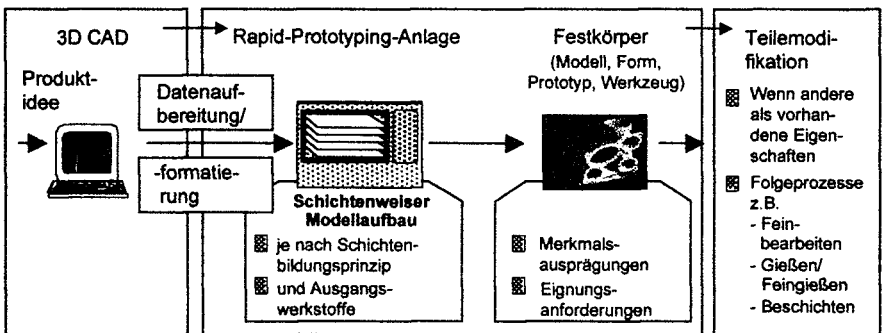 3D CAD
Produkt-
idee
Datenauf-
bereitung/
-formatie-
rung
Rapid-Prototyping-Anlage
Schichtenweiser
Modellaufbau
je nach Schichten-
bildungsprinzip
und Ausgangs-
werkstoffe
Festkörper
(Modell, Form,
Prototyp, Werkzeug)
Merkmals-
ausprägungen
Eignungs-
anforderungen
Teilemodi-
fikation
Wenn andere
als vorhan-
dene Eigen-
schaften
Folgeprozesse
z.B.
- Fein-
bearbeiten
- Gießen/
Feingießen
- Beschichten